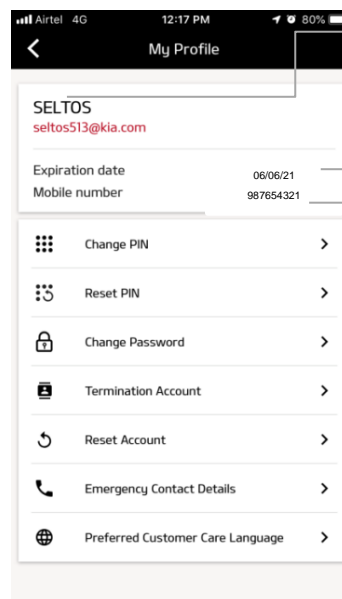 Airtel 4G 12:17 PM 80%
My Profile
SELTOS
seltos513@kia.com
Expiration date 06/06/21
Mobile number 987654321
Change PIN
Reset PIN
Change Password
Termination Account
Reset Account
Emergency Contact Details
Preferred Customer Care Language